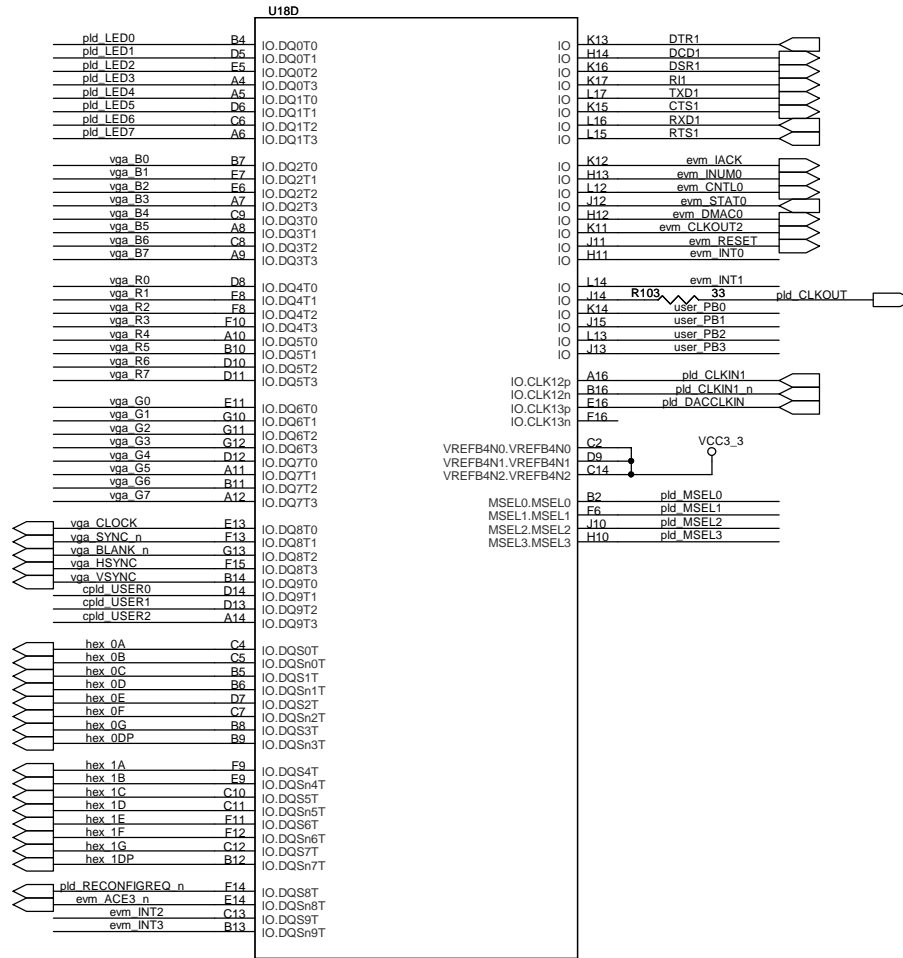 U18D
pld_LED0 B4 IO.DQ0T0
pld_LED1 D5 IO.DQ0T1
pld_LED2 E5 IO.DQ0T2
pld_LED3 A4 IO.DQ0T3
pld_LED4 A5 IO.DQ1T0
pld_LED5 D6 IO.DQ1T1
pld_LED6 C6 IO.DQ1T2
pld_LED7 A6 IO.DQ1T3
vga_B0 B7 IO.DQ2T0
vga_B1 E7 IO.DQ2T1
vga_B2 E6 IO.DQ2T2
vga_B3 A7 IO.DQ2T3
vga_B4 C9 IO.DQ3T0
vga_B5 A8 IO.DQ3T1
vga_B6 C8 IO.DQ3T2
vga_B7 A9 IO.DQ3T3
vga_R0 D8 IO.DQ4T0
vga_R1 E8 IO.DQ4T1
vga_R2 F8 IO.DQ4T2
vga_R3 F10 IO.DQ4T3
vga_R4 A10 IO.DQ5T0
vga_R5 B10 IO.DQ5T1
vga_R6 D10 IO.DQ5T2
vga_R7 D11 IO.DQ5T3
vga_G0 E11 IO.DQ6T0
vga_G1 G10 IO.DQ6T1
vga_G2 G11 IO.DQ6T2
vga_G3 G12 IO.DQ6T3
vga_G4 D12 IO.DQ7T0
vga_G5 A11 IO.DQ7T1
vga_G6 B11 IO.DQ7T2
vga_G7 A12 IO.DQ7T3
vga_CLOCK E13 IO.DQ8T0
vga_SYNC_n F13 IO.DQ8T1
vga_BLANK_n G13 IO.DQ8T2
vga_HSYNC F15 IO.DQ8T3
vga_VSYNC B14 IO.DQ9T0
cpld_USER0 D14 IO.DQ9T1
cpld_USER1 D13 IO.DQ9T2
cpld_USER2 A14 IO.DQ9T3
hex_0A C4 IO.DQS0T
hex_0B C5 IO.DQSn0T
hex_0C B5 IO.DQS1T
hex_0D B6 IO.DQSn1T
hex_0E D7 IO.DQS2T
hex_0F C7 IO.DQSn2T
hex_0G B8 IO.DQS3T
hex_0DP B9 IO.DQSn3T
hex_1A F9 IO.DQS4T
hex_1B E9 IO.DQSn4T
hex_1C C10 IO.DQS5T
hex_1D C11 IO.DQSn5T
hex_1E F11 IO.DQS6T
hex_1F F12 IO.DQSn6T
hex_1G C12 IO.DQS7T
hex_1DP B12 IO.DQSn7T
pld_RECONFIGREQ_n F14 IO.DQS8T
evm_ACE3_n E14 IO.DQSn8T
evm_INT2 C13 IO.DQS9T
evm_INT3 B13 IO.DQSn9T
IO K13 DTR1
IO H14 DCD1
IO K16 DSR1
IO K17 RI1
IO L17 TXD1
IO K15 CTS1
IO L16 RXD1
IO L15 RTS1
IO K12 evm_IACK
IO H13 evm_INUM0
IO L12 evm_CNTL0
IO J12 evm_STAT0
IO H12 evm_DMAC0
IO K11 evm_CLKOUT2
IO J11 evm_RESET
IO H11 evm_INT0
IO L14 evm_INT1
IO J14 R103 33 pld_CLKOUT
IO K14 user_PB0
IO J15 user_PB1
IO L13 user_PB2
IO J13 user_PB3
IO.CLK12p A16 pld_CLKIN1
IO.CLK12n B16 pld_CLKIN1_n
IO.CLK13p E16 pld_DACCLKIN
IO.CLK13n F16
VREFB4N0.VREFB4N0 C2 VCC3_3
VREFB4N1.VREFB4N1 D9
VREFB4N2.VREFB4N2 C14
MSEL0.MSEL0 B2 pld_MSEL0
MSEL1.MSEL1 F6 pld_MSEL1
MSEL2.MSEL2 J10 pld_MSEL2
MSEL3.MSEL3 H10 pld_MSEL3